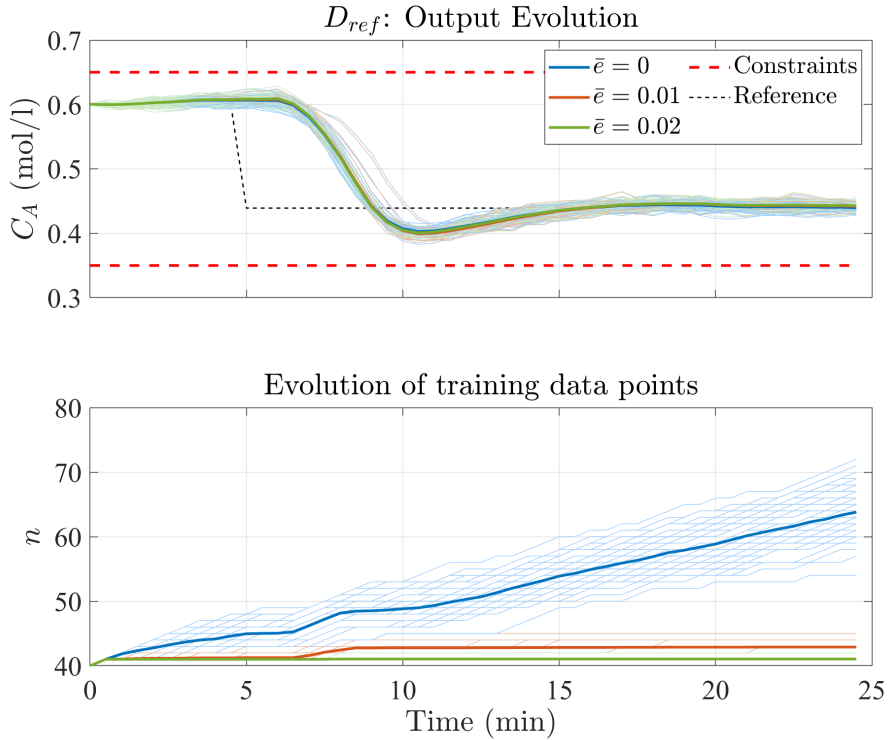 D_ref: Output Evolution
0.7
0.6
0.5
0.4
0.3
C_A (mol/l)
ē = 0
ē = 0.01
ē = 0.02
Constraints
Reference
Evolution of training data points
80
70
60
50
40
n
0 5 10 15 20 25
Time (min)